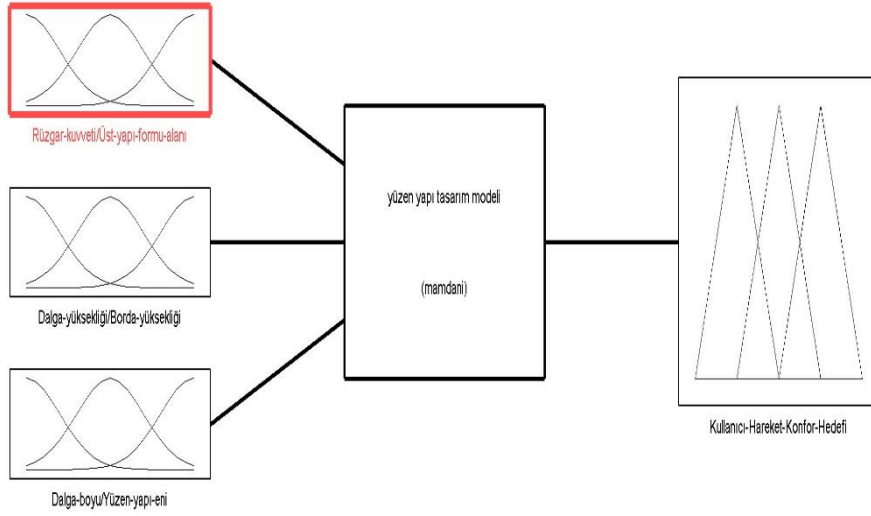 Rüzgar-kuvveti/Üst-yapı-formu-alanı
yüzen yapı tasarım modeli
(mamdani)
Dalga-yüksekliği/Borda-yüksekliği
Kullanıcı-Hareket-Konfor-Hedefi
Dalga-boyu/Yüzen-yapı-eni